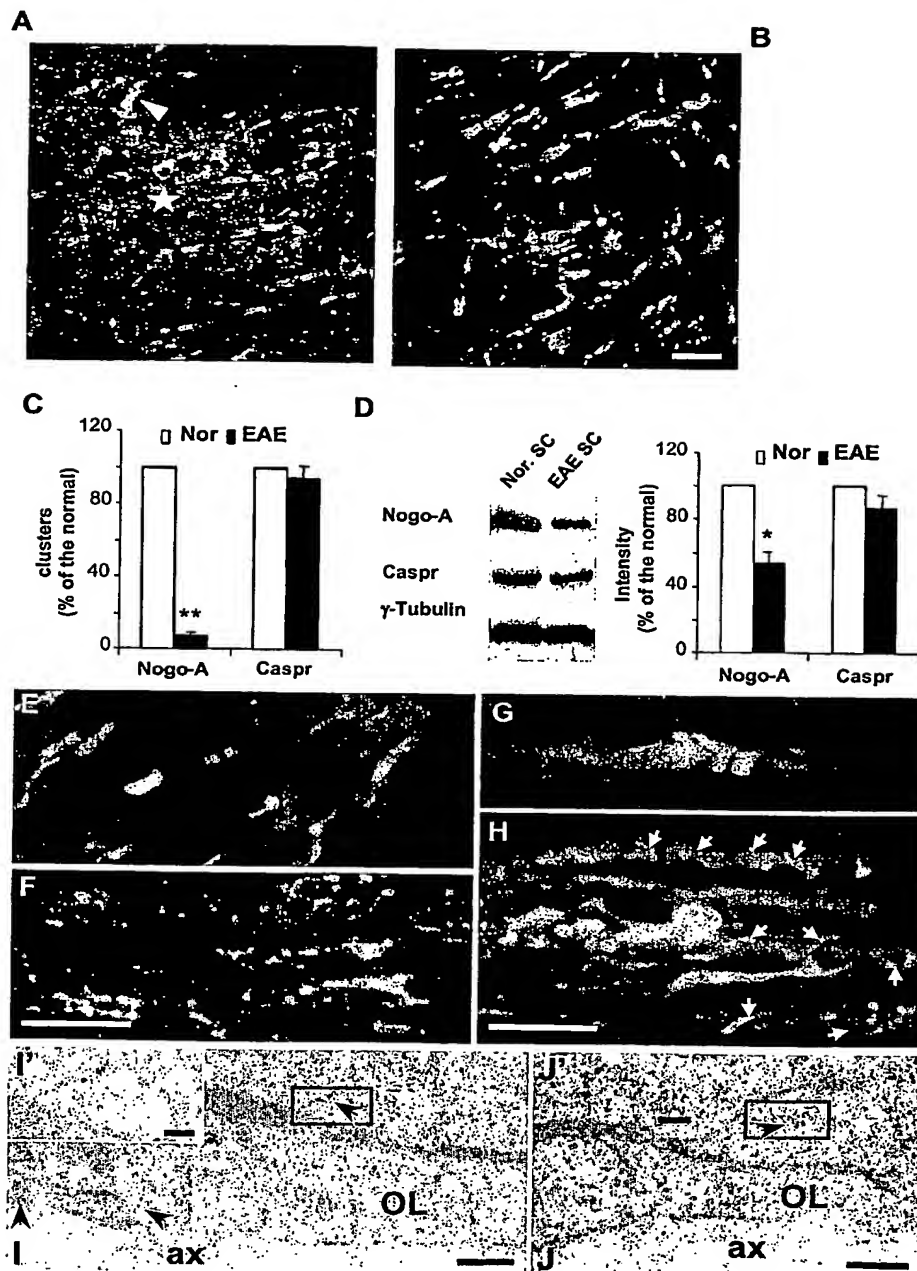 A
B
C
120
80
40
0
clusters
(% of the normal)
Nor EAE
**
Nogo-A Caspr
D
Nor. SC EAE SC
Nogo-A
Caspr
γ-Tubulin
120
80
40
0
Intensity
(% of the normal)
Nor EAE
*
Nogo-A Caspr
E
G
F
H
I'
OL
I
ax
J'
OL
J
ax